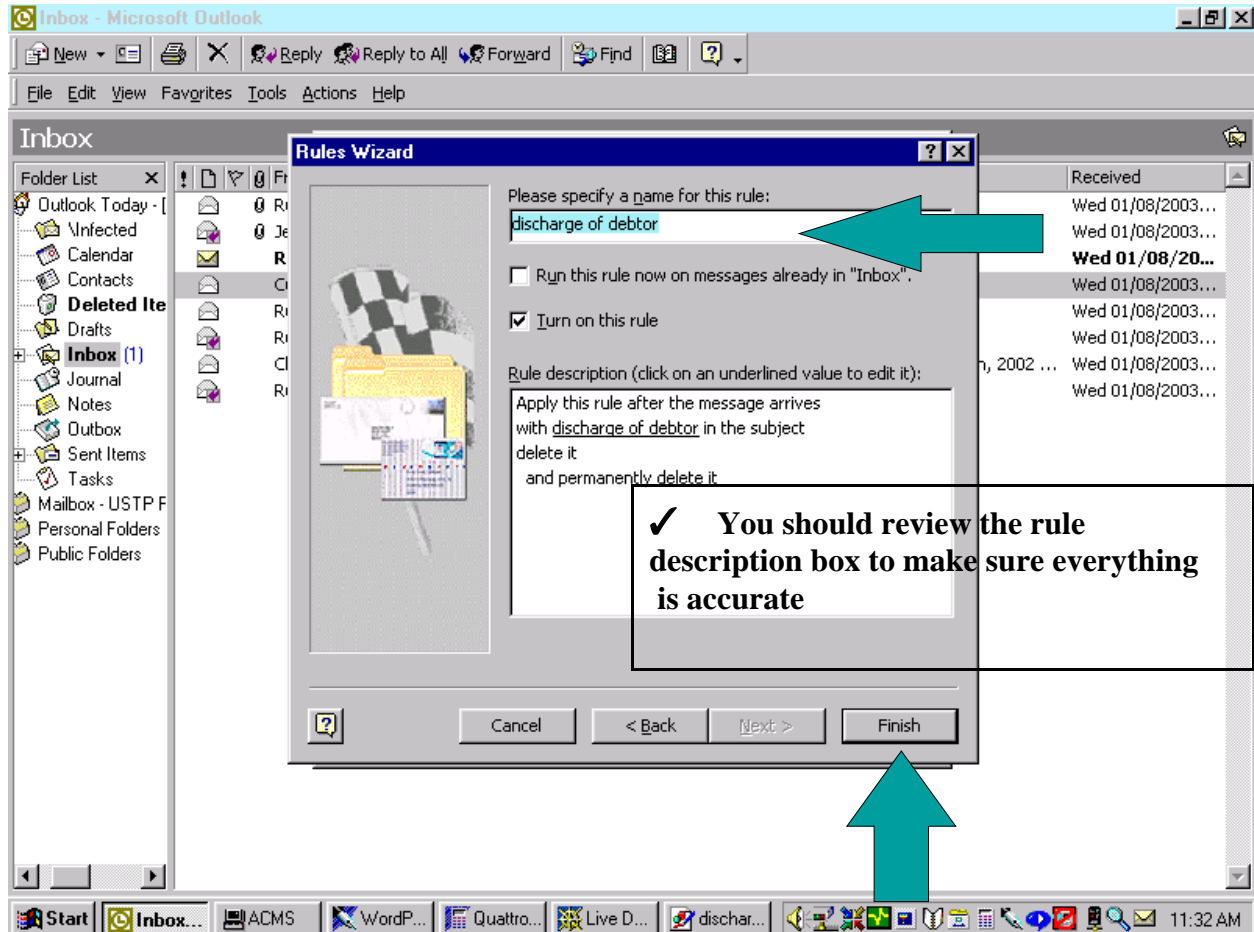 Inbox - Microsoft Outlook
New Reply Reply to All Forward Find
File Edit View Favorites Tools Actions Help
Inbox
Folder List
Outlook Today - [
\Infected
Calendar
Contacts
Deleted Ite
Drafts
Inbox (1)
Journal
Notes
Outbox
Sent Items
Tasks
Mailbox - USTP F
Personal Folders
Public Folders
Received
Wed 01/08/2003...
Wed 01/08/2003...
Wed 01/08/20...
Wed 01/08/2003...
Wed 01/08/2003...
Wed 01/08/2003...
n, 2002 ... Wed 01/08/2003...
Wed 01/08/2003...
Rules Wizard
Please specify a name for this rule:
discharge of debtor
Run this rule now on messages already in "Inbox".
Turn on this rule
Rule description (click on an underlined value to edit it):
Apply this rule after the message arrives
with discharge of debtor in the subject
delete it
and permanently delete it
✓ You should review the rule
description box to make sure everything
is accurate
Cancel < Back Next > Finish
Start Inbox... ACMS WordP... Quattro... Live D... dischar... 11:32 AM